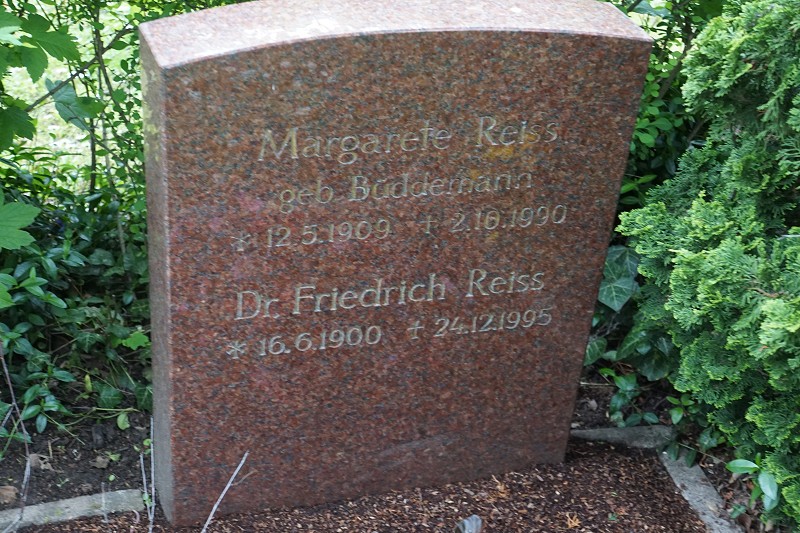 Margarete Reiss
geb. Büddemann
* 12.5.1909 + 2.10.1990
Dr. Friedrich Reiss
* 16.6.1900 + 24.12.1995